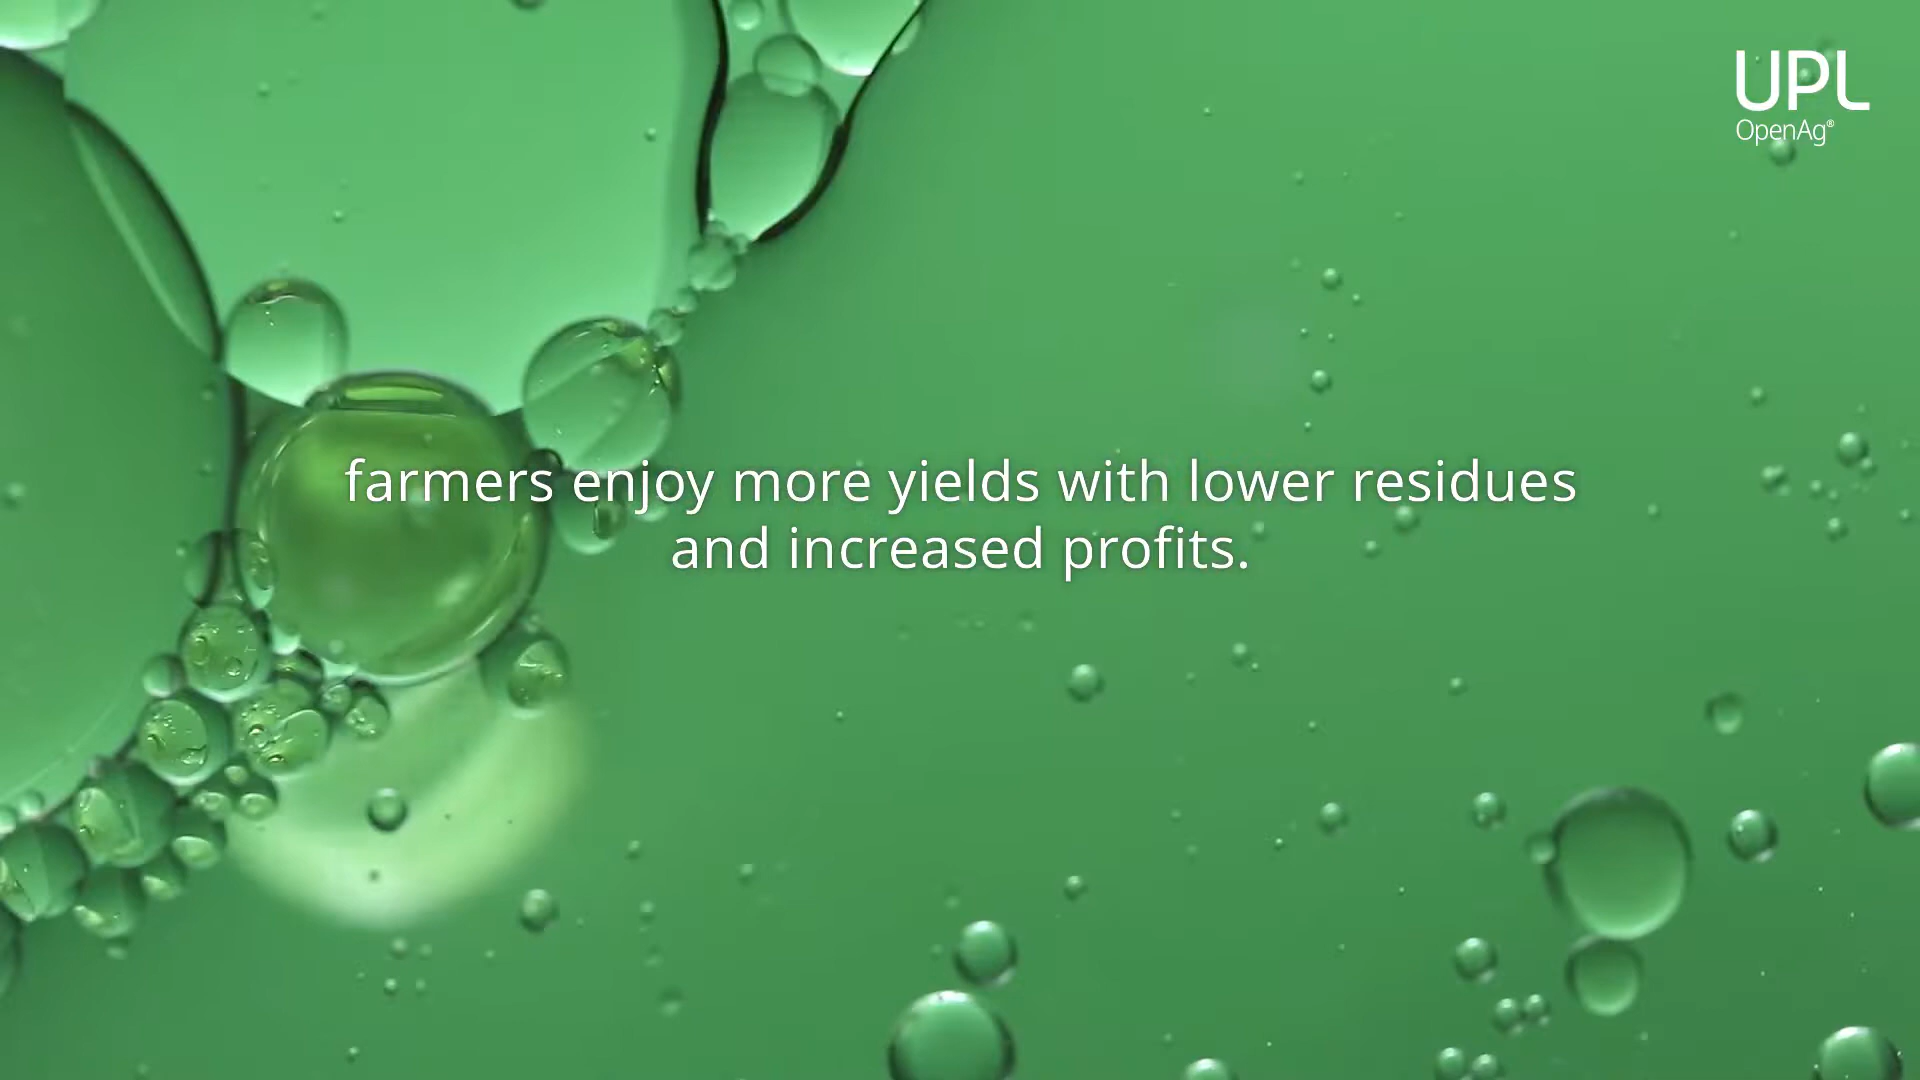 UPL
OpenAg®
farmers enjoy more yields with lower residues
and increased profits.